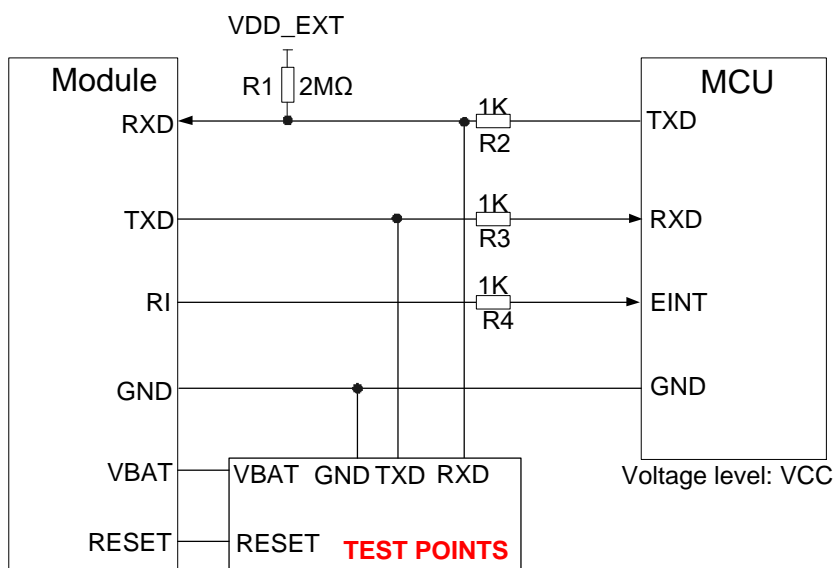 VDD_EXT
Module
R1
2MΩ
MCU
RXD
1K
R2
TXD
TXD
1K
R3
RXD
RI
1K
R4
EINT
GND
GND
VBAT
VBAT
GND
TXD
RXD
Voltage level: VCC
RESET
RESET
TEST POINTS